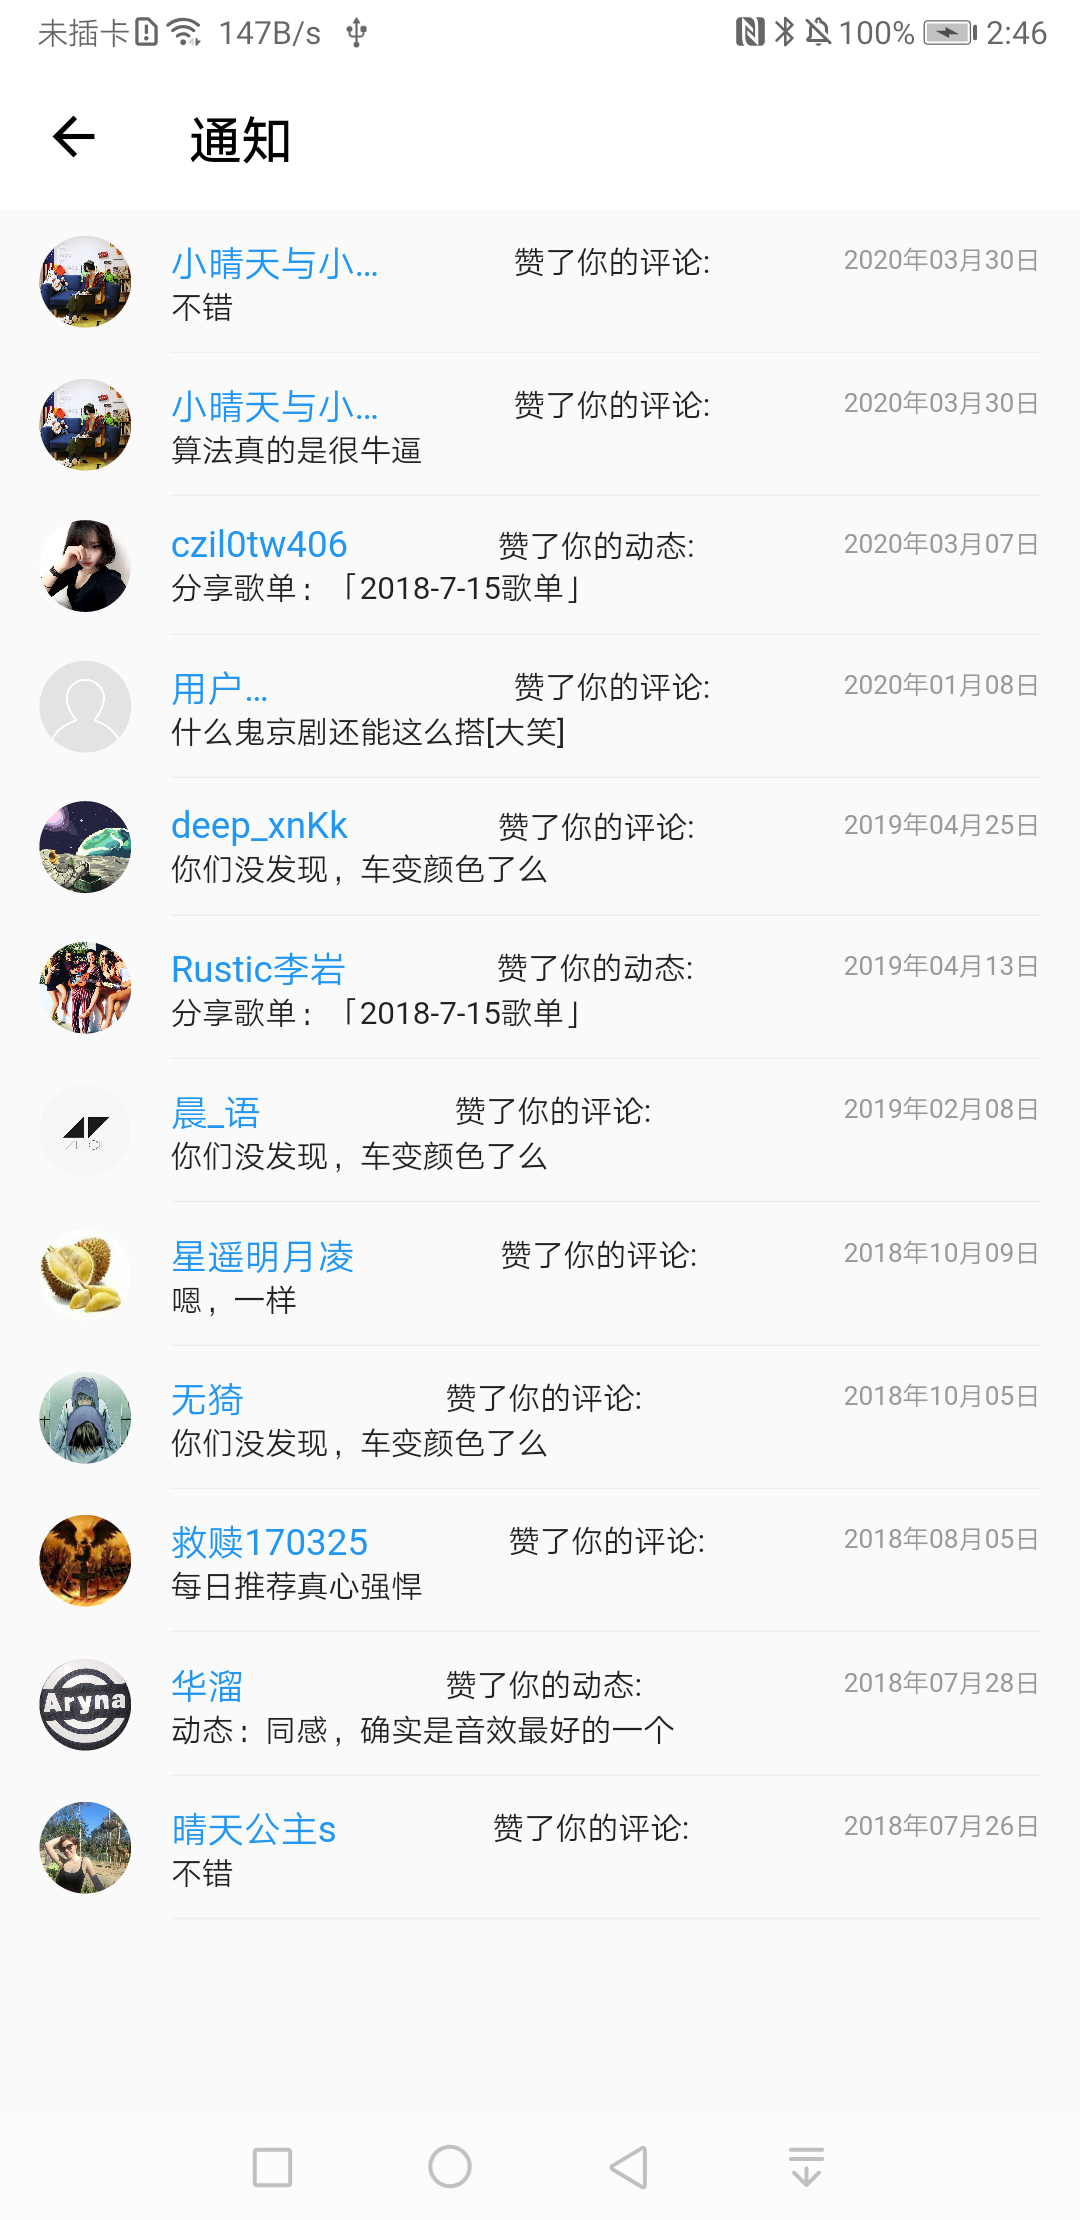 未插卡 147B/s 100% 2:46
通知
小晴天与小... 赞了你的评论: 2020年03月30日
不错
小晴天与小... 赞了你的评论: 2020年03月30日
算法真的是很牛逼
czil0tw406 赞了你的动态: 2020年03月07日
分享歌单：「2018-7-15歌单」
用户... 赞了你的评论: 2020年01月08日
什么鬼京剧还能这么搭[大笑]
deep_xnKk 赞了你的评论: 2019年04月25日
你们没发现，车变颜色了么
Rustic李岩 赞了你的动态: 2019年04月13日
分享歌单：「2018-7-15歌单」
晨_语 赞了你的评论: 2019年02月08日
你们没发现，车变颜色了么
星遥明月凌 赞了你的评论: 2018年10月09日
嗯，一样
无猗 赞了你的评论: 2018年10月05日
你们没发现，车变颜色了么
救赎170325 赞了你的评论: 2018年08月05日
每日推荐真心强悍
华溜 赞了你的动态: 2018年07月28日
Aryna
动态：同感，确实是音效最好的一个
晴天公主s 赞了你的评论: 2018年07月26日
不错